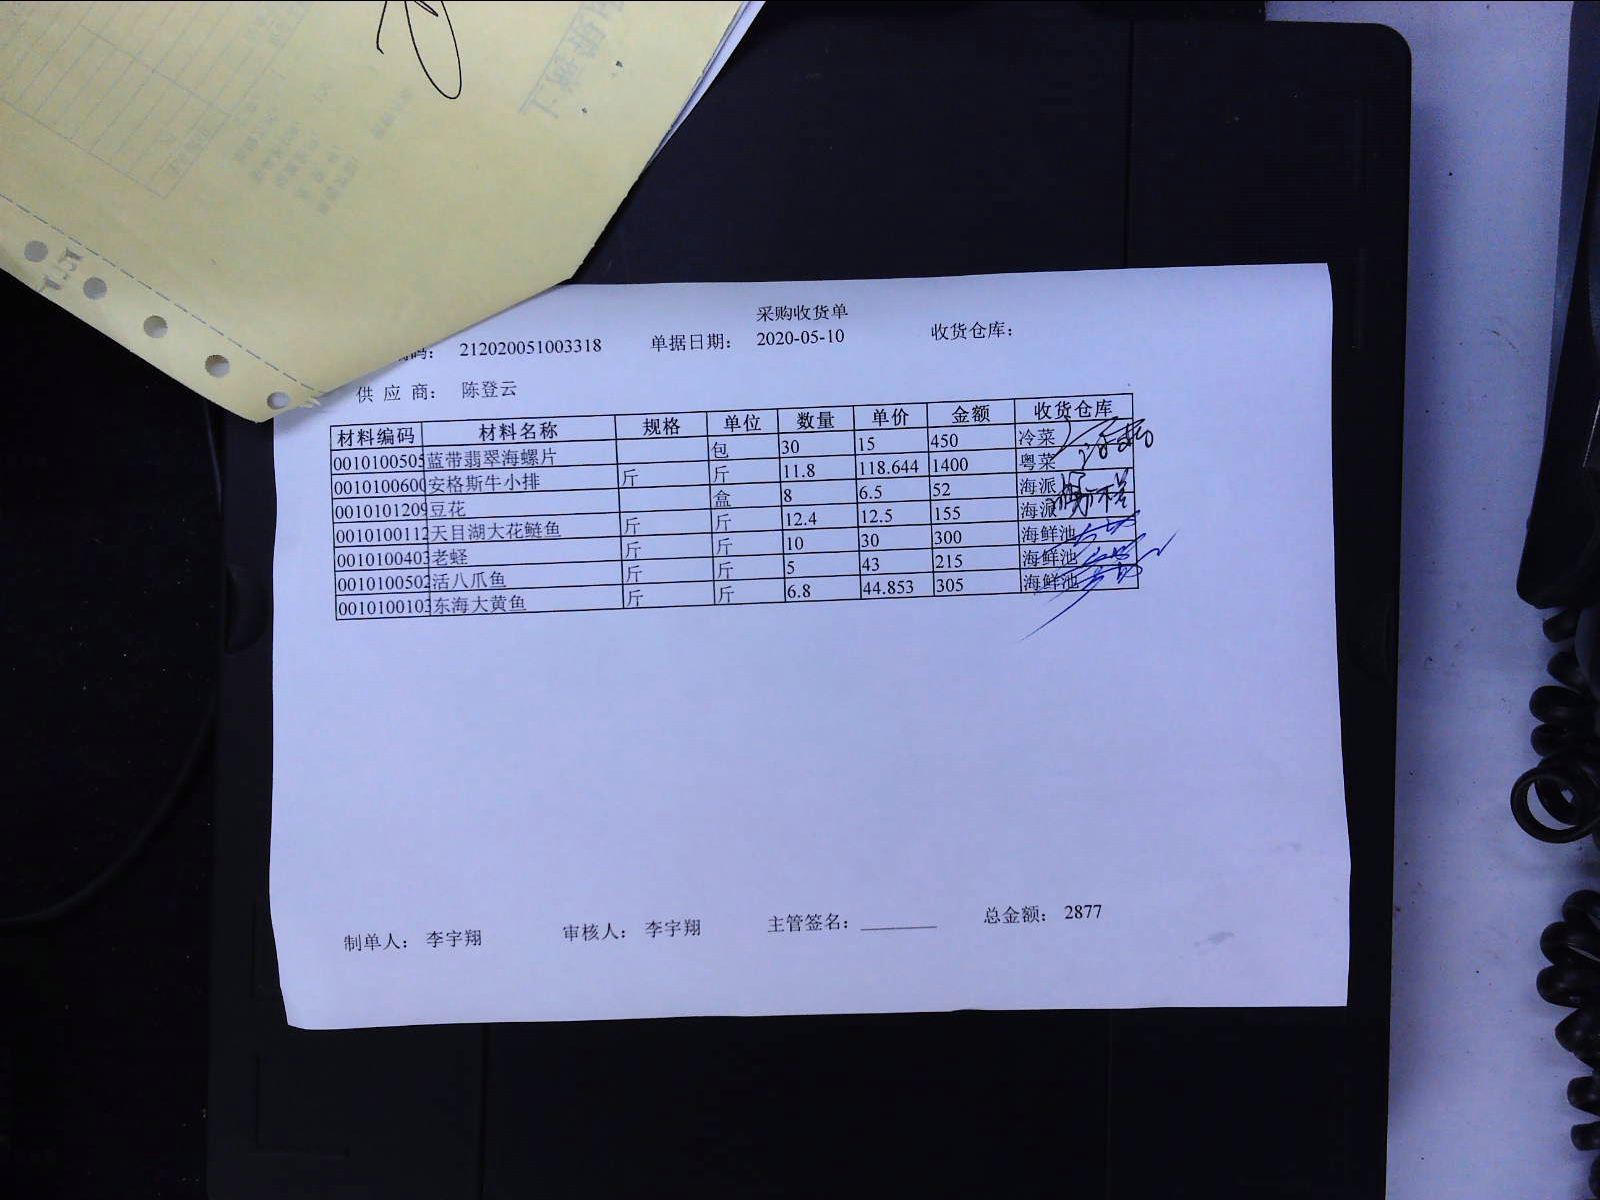 采购收货单
码： 212020051003318 单据日期： 2020-05-10 收货仓库：
供 应 商： 陈登云
材料编码 材料名称 规格 单位 数量 单价 金额 收货仓库
0010100505 蓝带翡翠海螺片 包 30 15 450 冷菜
0010100600 安格斯牛小排 斤 斤 11.8 118.644 1400 粤菜
0010101209 豆花 盒 8 6.5 52 海派
0010100112 天目湖大花鲢鱼 斤 斤 12.4 12.5 155 海派
0010100403 老蛏 斤 斤 10 30 300 海鲜池
0010100502 活八爪鱼 斤 斤 5 43 215 海鲜池
0010100103 东海大黄鱼 斤 斤 6.8 44.853 305 海鲜池
制单人： 李宇翔 审核人： 李宇翔 主管签名： 总金额： 2877